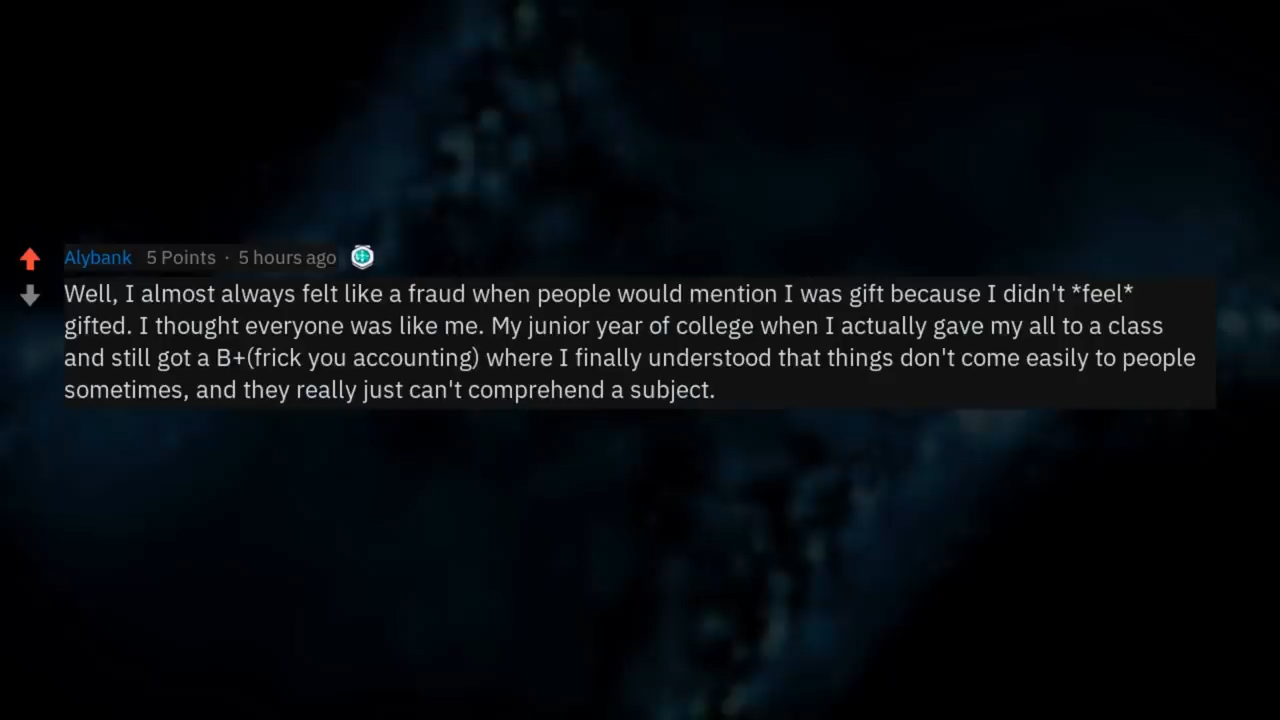 Alybank 5 Points · 5 hours ago
Well, I almost always felt like a fraud when people would mention I was gift because I didn't *feel*
gifted. I thought everyone was like me. My junior year of college when I actually gave my all to a class
and still got a B+(frick you accounting) where I finally understood that things don't come easily to people
sometimes, and they really just can't comprehend a subject.